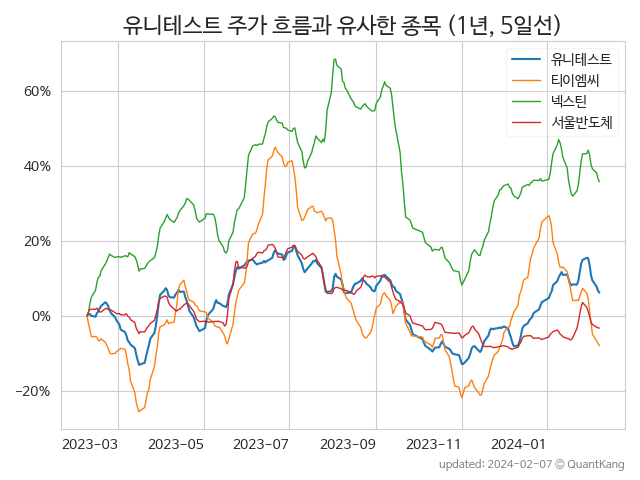 유니테스트 주가 흐름과 유사한 종목 (1년, 5일선)
유니테스트
티이엠씨
넥스틴
서울반도체
60%
40%
20%
0%
−20%
2023-03 2023-05 2023-07 2023-09 2023-11 2024-01
updated: 2024-02-07 © QuantKang